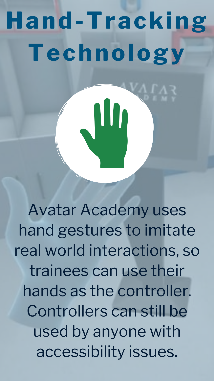 Hand-Tracking
Technology
AVATAR
ACADEMY
Avatar Academy uses
hand gestures to imitate
real world interactions, so
trainees can use their
hands as the controller.
Controllers can still be
used by anyone with
accessibility issues.